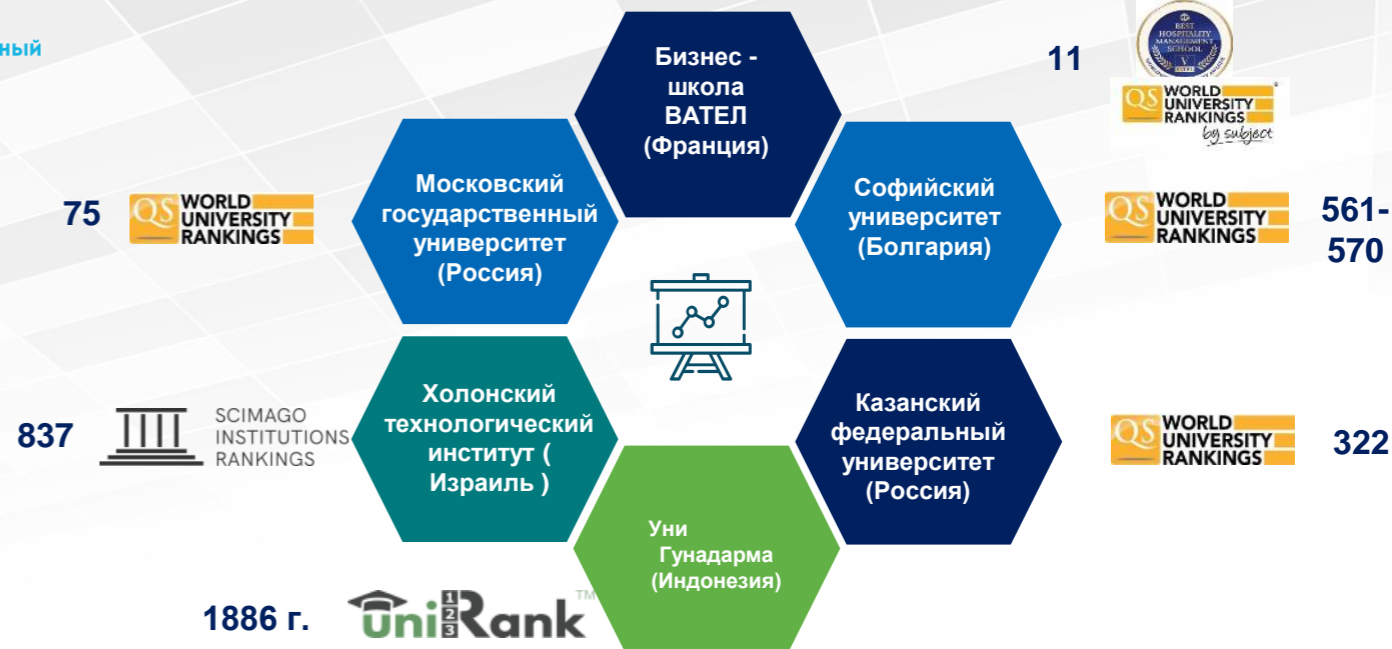 ный
Бизнес -
школа
ВАТЕЛ
(Франция)
11
BEST
HOSPITALITY
MANAGEMENT
SCHOOL
QS WORLD
UNIVERSITY
RANKINGS
by subject
Московский
государственный
университет
(Россия)
75
QS WORLD
UNIVERSITY
RANKINGS
Софийский
университет
(Болгария)
QS WORLD
UNIVERSITY
RANKINGS
561-
570
Холонский
технологический
институт (
Израиль )
837
SCIMAGO
INSTITUTIONS
RANKINGS
Казанский
федеральный
университет
(Россия)
QS WORLD
UNIVERSITY
RANKINGS
322
Уни
Гунадарма
(Индонезия)
1886 г.
uni123Rank™